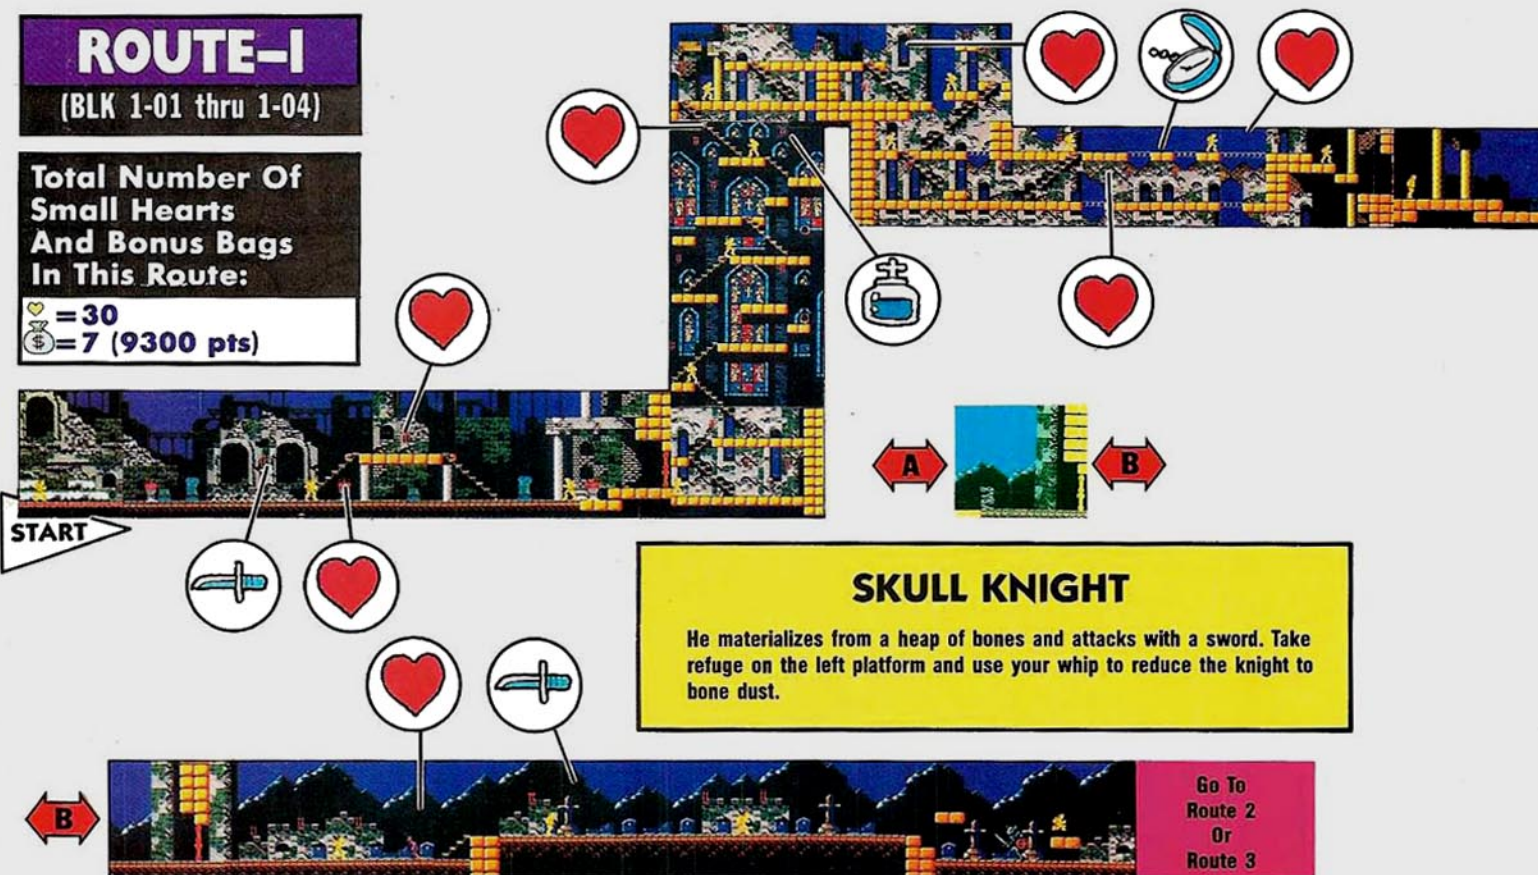 ROUTE-I
(BLK 1-01 thru 1-04)
Total Number Of
Small Hearts
And Bonus Bags
In This Route:
= 30
$ = 7 (9300 pts)
START
A
B
SKULL KNIGHT
He materializes from a heap of bones and attacks with a sword. Take
refuge on the left platform and use your whip to reduce the knight to
bone dust.
B
Go To
Route 2
Or
Route 3